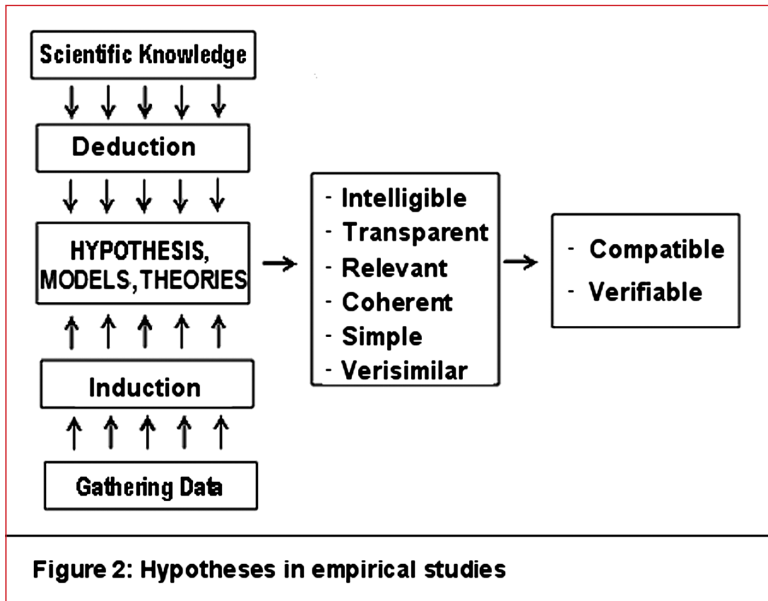 Scientific Knowledge
Deduction
HYPOTHESIS,
MODELS, THEORIES
Induction
Gathering Data
- Intelligible
- Transparent
- Relevant
- Coherent
- Simple
- Verisimilar
- Compatible
- Verifiable
Figure 2: Hypotheses in empirical studies